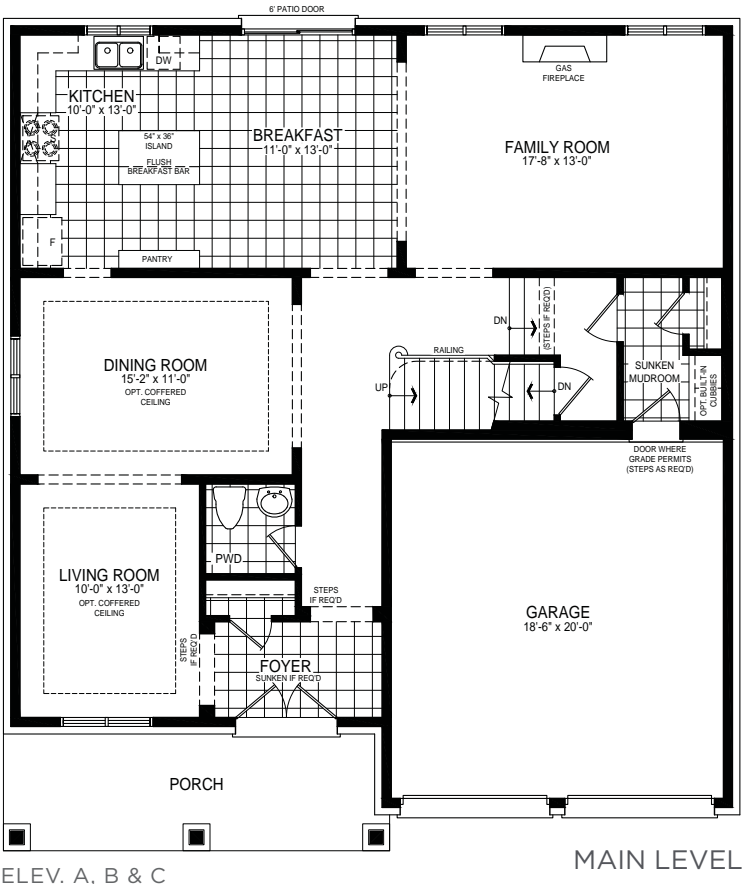 6' PATIO DOOR
DW
KITCHEN
10'-0" x 13'-0"
54" x 36"
ISLAND
FLUSH
BREAKFAST BAR
BREAKFAST
11'-0" x 13'-0"
GAS
FIREPLACE
FAMILY ROOM
17'-8" x 13'-0"
F
PANTRY
DINING ROOM
15'-2" x 11'-0"
OPT. COFFERED
CEILING
DN
(STEPS IF REQ'D)
RAILING
UP
DN
SUNKEN
MUDROOM
OPT. BUILT-IN
CUBBIES
DOOR WHERE
GRADE PERMITS
(STEPS AS REQ'D)
PWD
LIVING ROOM
10'-0" x 13'-0"
OPT. COFFERED
CEILING
STEPS
IF REQ'D
STEPS
IF REQ'D
FOYER
SUNKEN IF REQ'D
GARAGE
18'-6" x 20'-0"
PORCH
MAIN LEVEL
ELEV. A, B & C